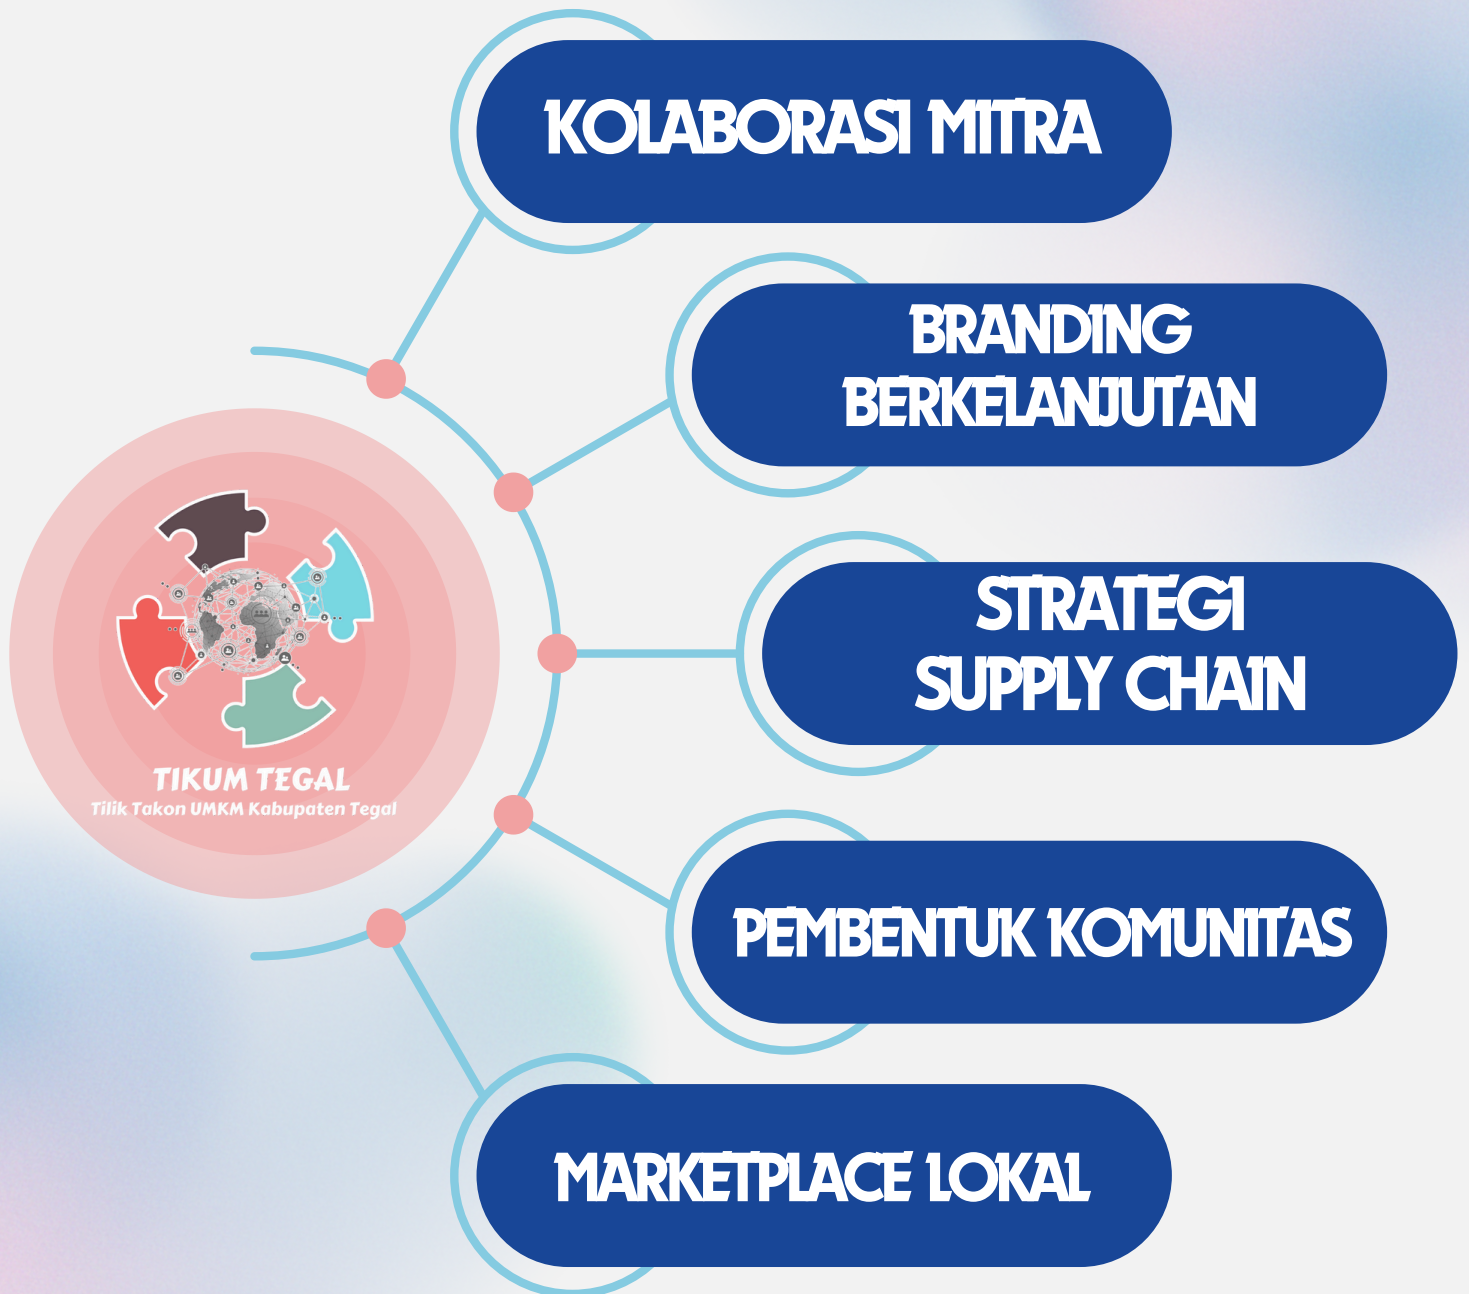 KOLABORASI MITRA
BRANDING
BERKELANJUTAN
STRATEGI
SUPPLY CHAIN
TIKUM TEGAL
Tilik Takon UMKM Kabupaten Tegal
PEMBENTUK KOMUNITAS
MARKETPLACE LOKAL